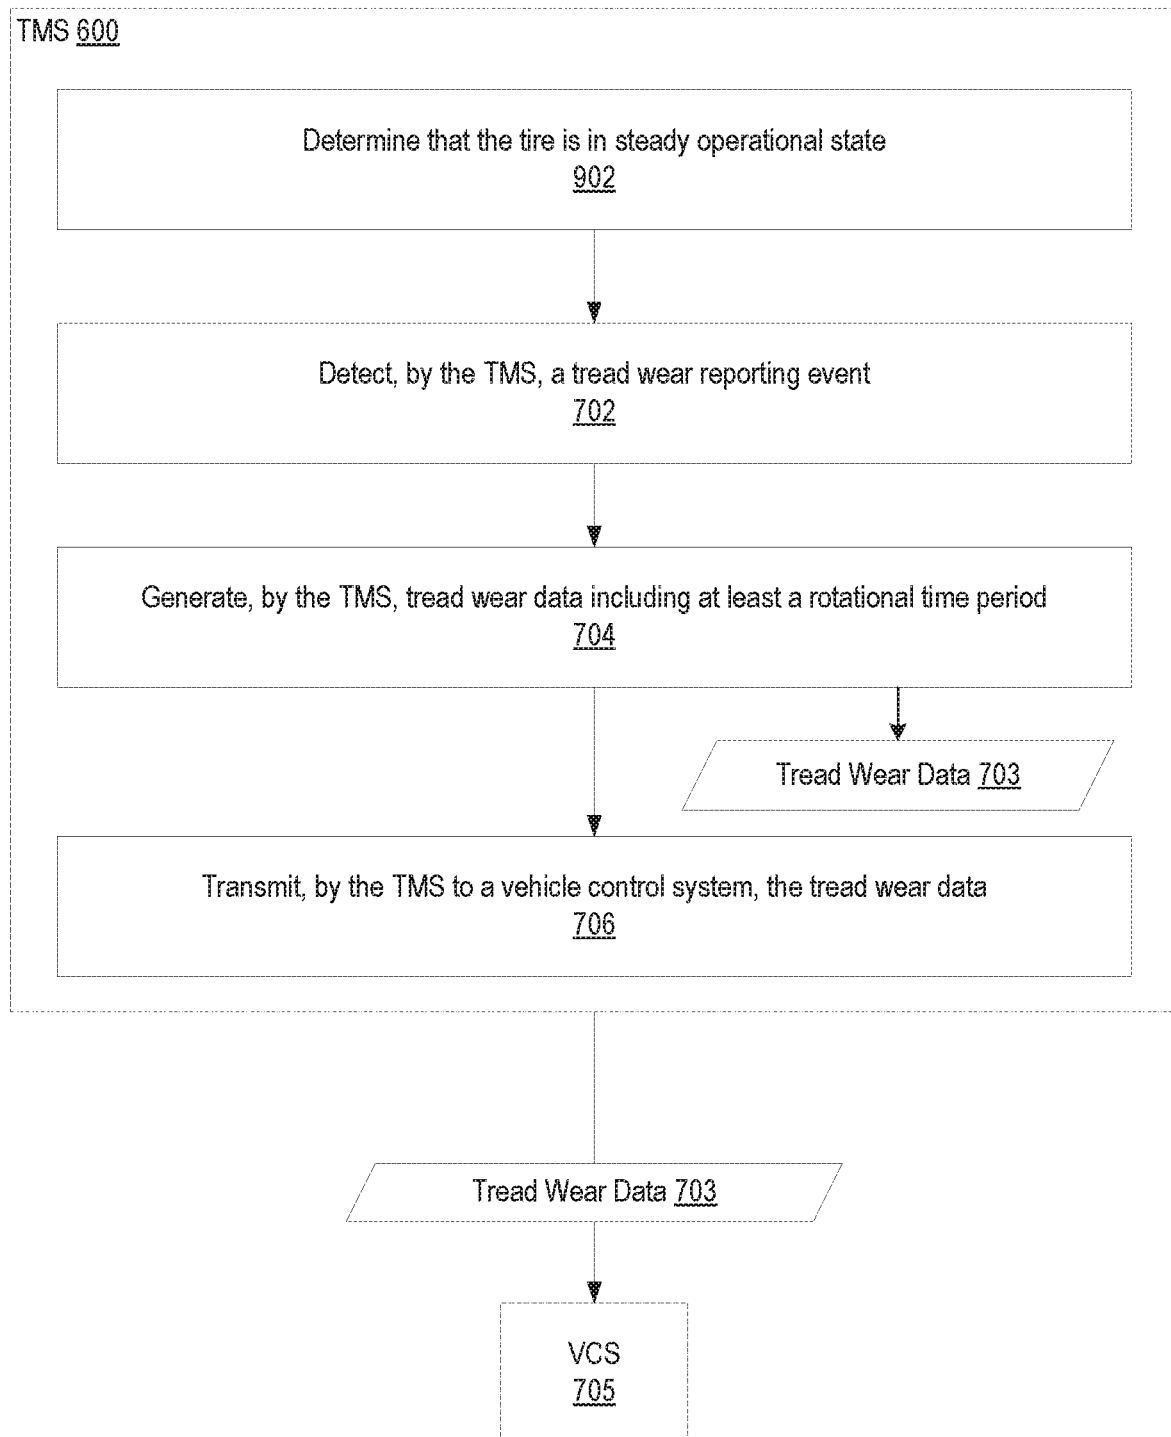 TMS 600
Determine that the tire is in steady operational state
902
Detect, by the TMS, a tread wear reporting event
702
Generate, by the TMS, tread wear data including at least a rotational time period
704
Tread Wear Data 703
Transmit, by the TMS to a vehicle control system, the tread wear data
706
Tread Wear Data 703
VCS
705